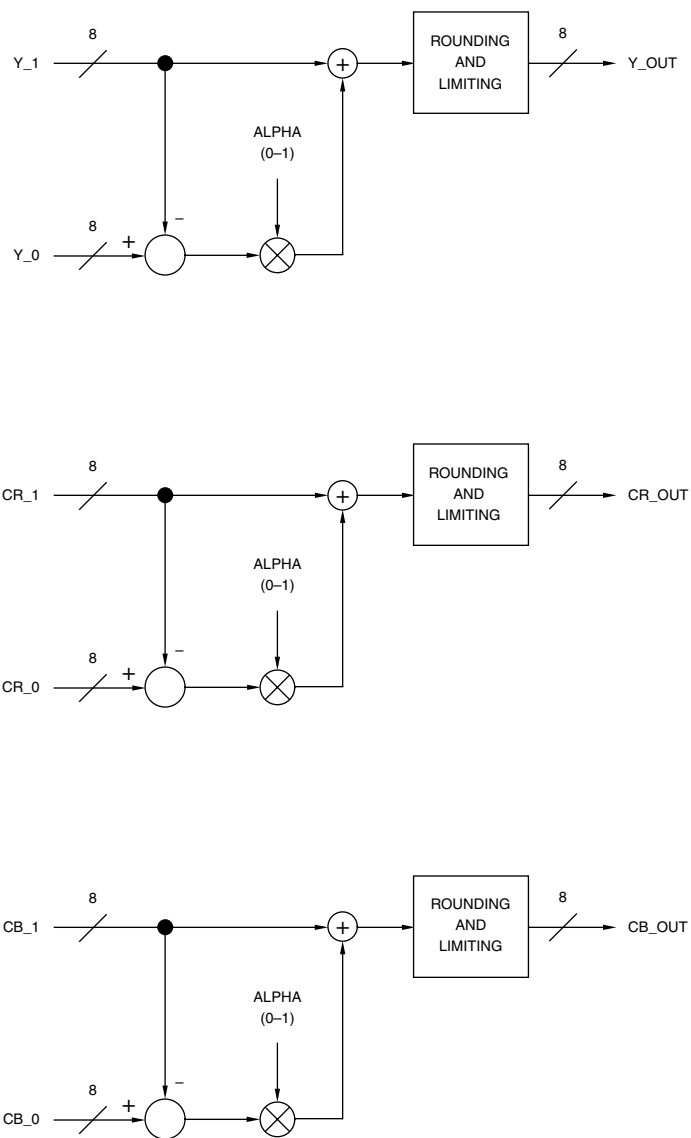 8
8
ROUNDING
AND
LIMITING
Y_1
+
Y_OUT
ALPHA
(0–1)
–
8
+
Y_0
8
8
ROUNDING
AND
LIMITING
CR_1
+
CR_OUT
ALPHA
(0–1)
–
8
+
CR_0
8
8
ROUNDING
AND
LIMITING
CB_1
+
CB_OUT
ALPHA
(0–1)
–
8
+
CB_0